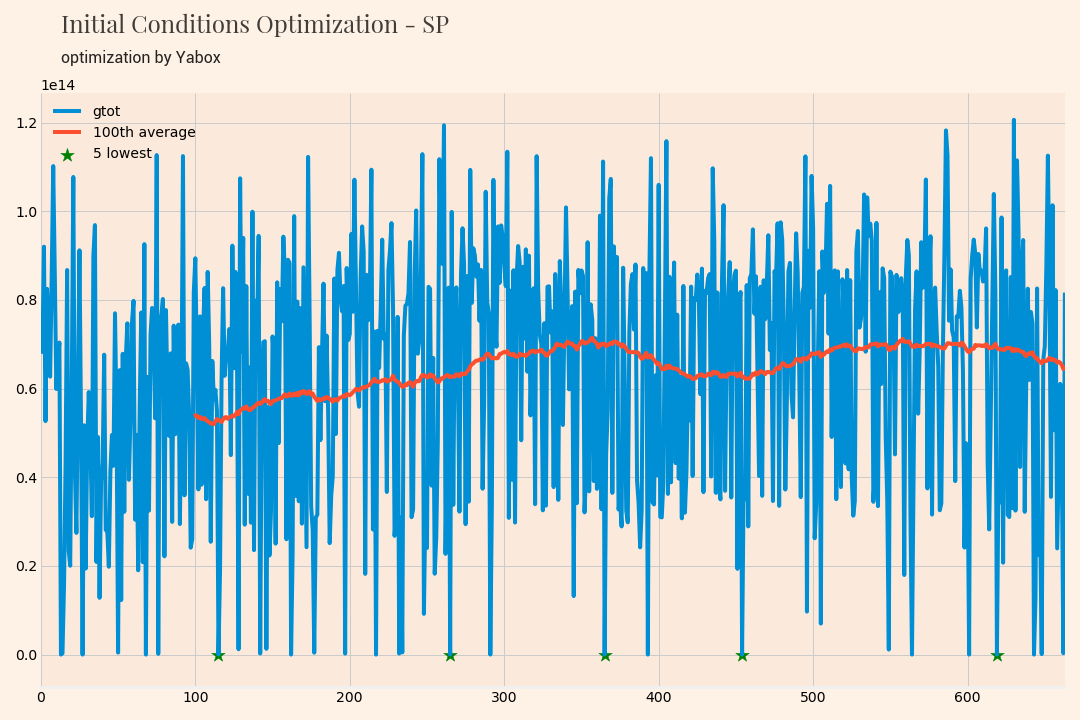 Initial Conditions Optimization - SP
optimization by Yabox
1e14
gtot
100th average
5 lowest
1.2
1.0
0.8
0.6
0.4
0.2
0.0
0 100 200 300 400 500 600